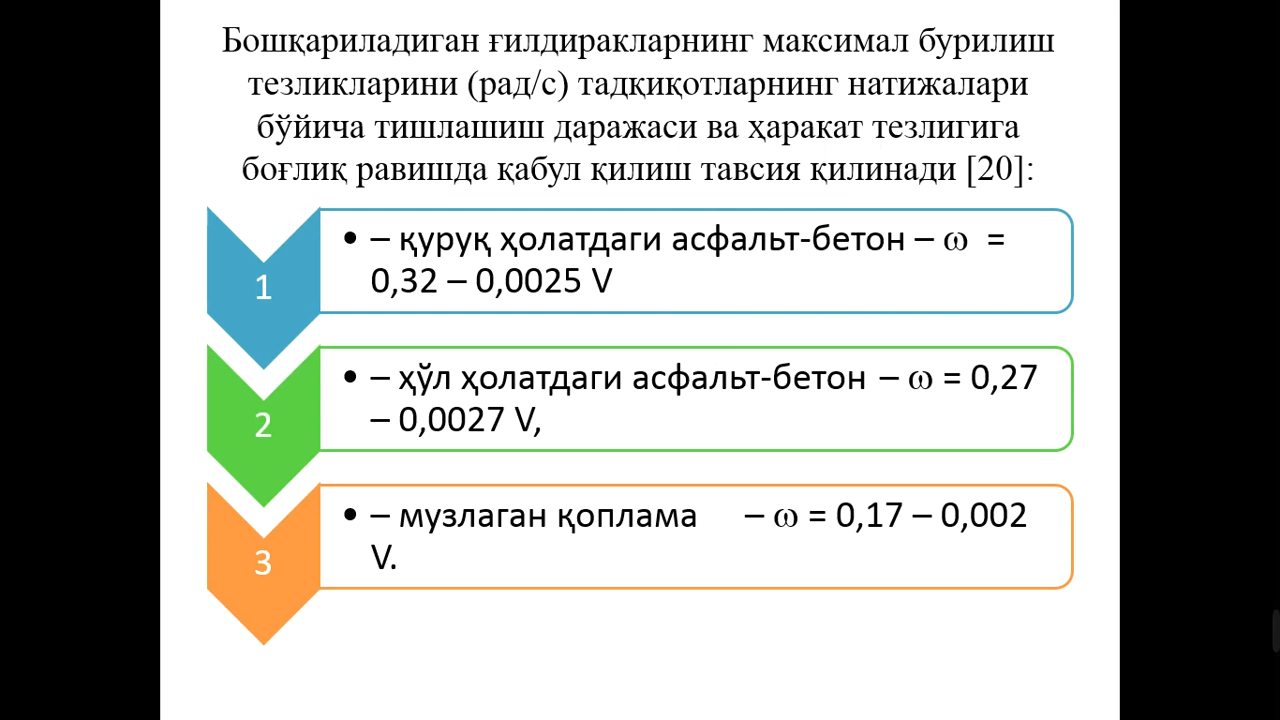 Бошқариладиган ғилдиракларнинг максимал бурилиш
тезликларини (рад/с) тадқиқотларнинг натижалари
бўйича тишлашиш даражаси ва ҳаракат тезлигига
боғлиқ равишда қабул қилиш тавсия қилинади [20]:
1
• – қуруқ ҳолатдаги асфальт-бетон – ω =
0,32 – 0,0025 V
2
• – ҳўл ҳолатдаги асфальт-бетон – ω = 0,27
– 0,0027 V,
3
• – музлаган қоплама – ω = 0,17 – 0,002
V.